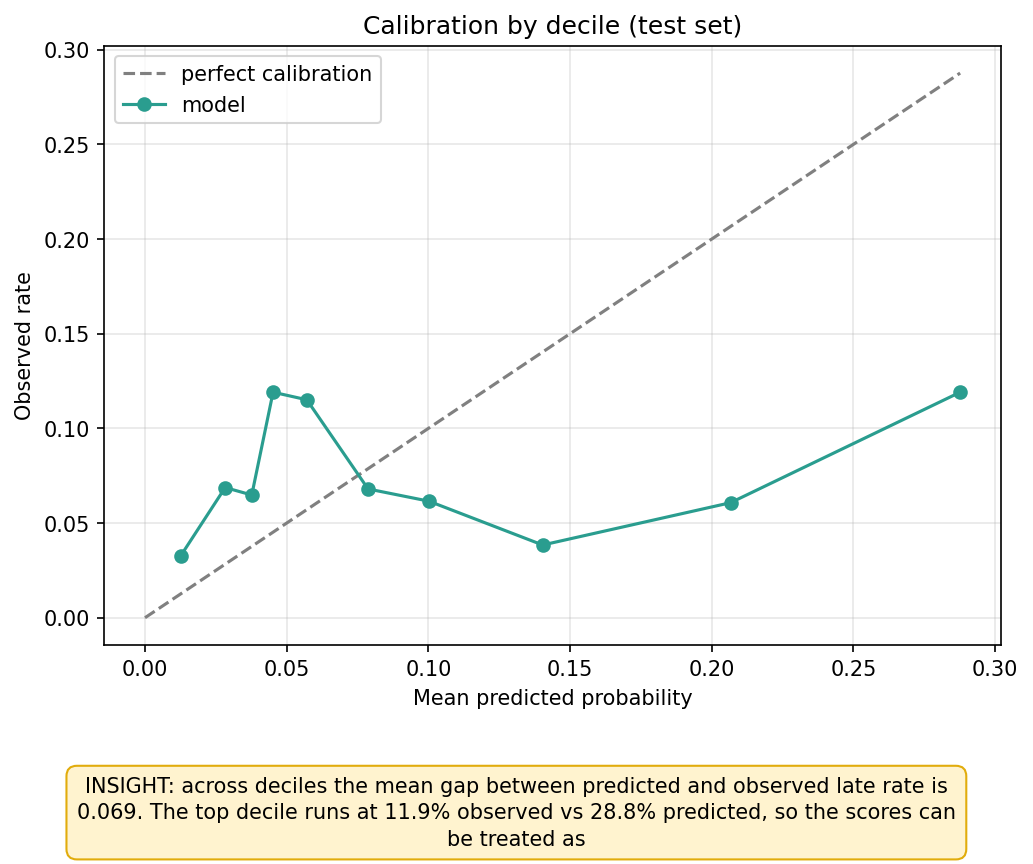 Calibration by decile (test set)
perfect calibration
model
Observed rate
0.30
0.25
0.20
0.15
0.10
0.05
0.00
0.00 0.05 0.10 0.15 0.20 0.25 0.30
Mean predicted probability
INSIGHT: across deciles the mean gap between predicted and observed late rate is
0.069. The top decile runs at 11.9% observed vs 28.8% predicted, so the scores can
be treated as